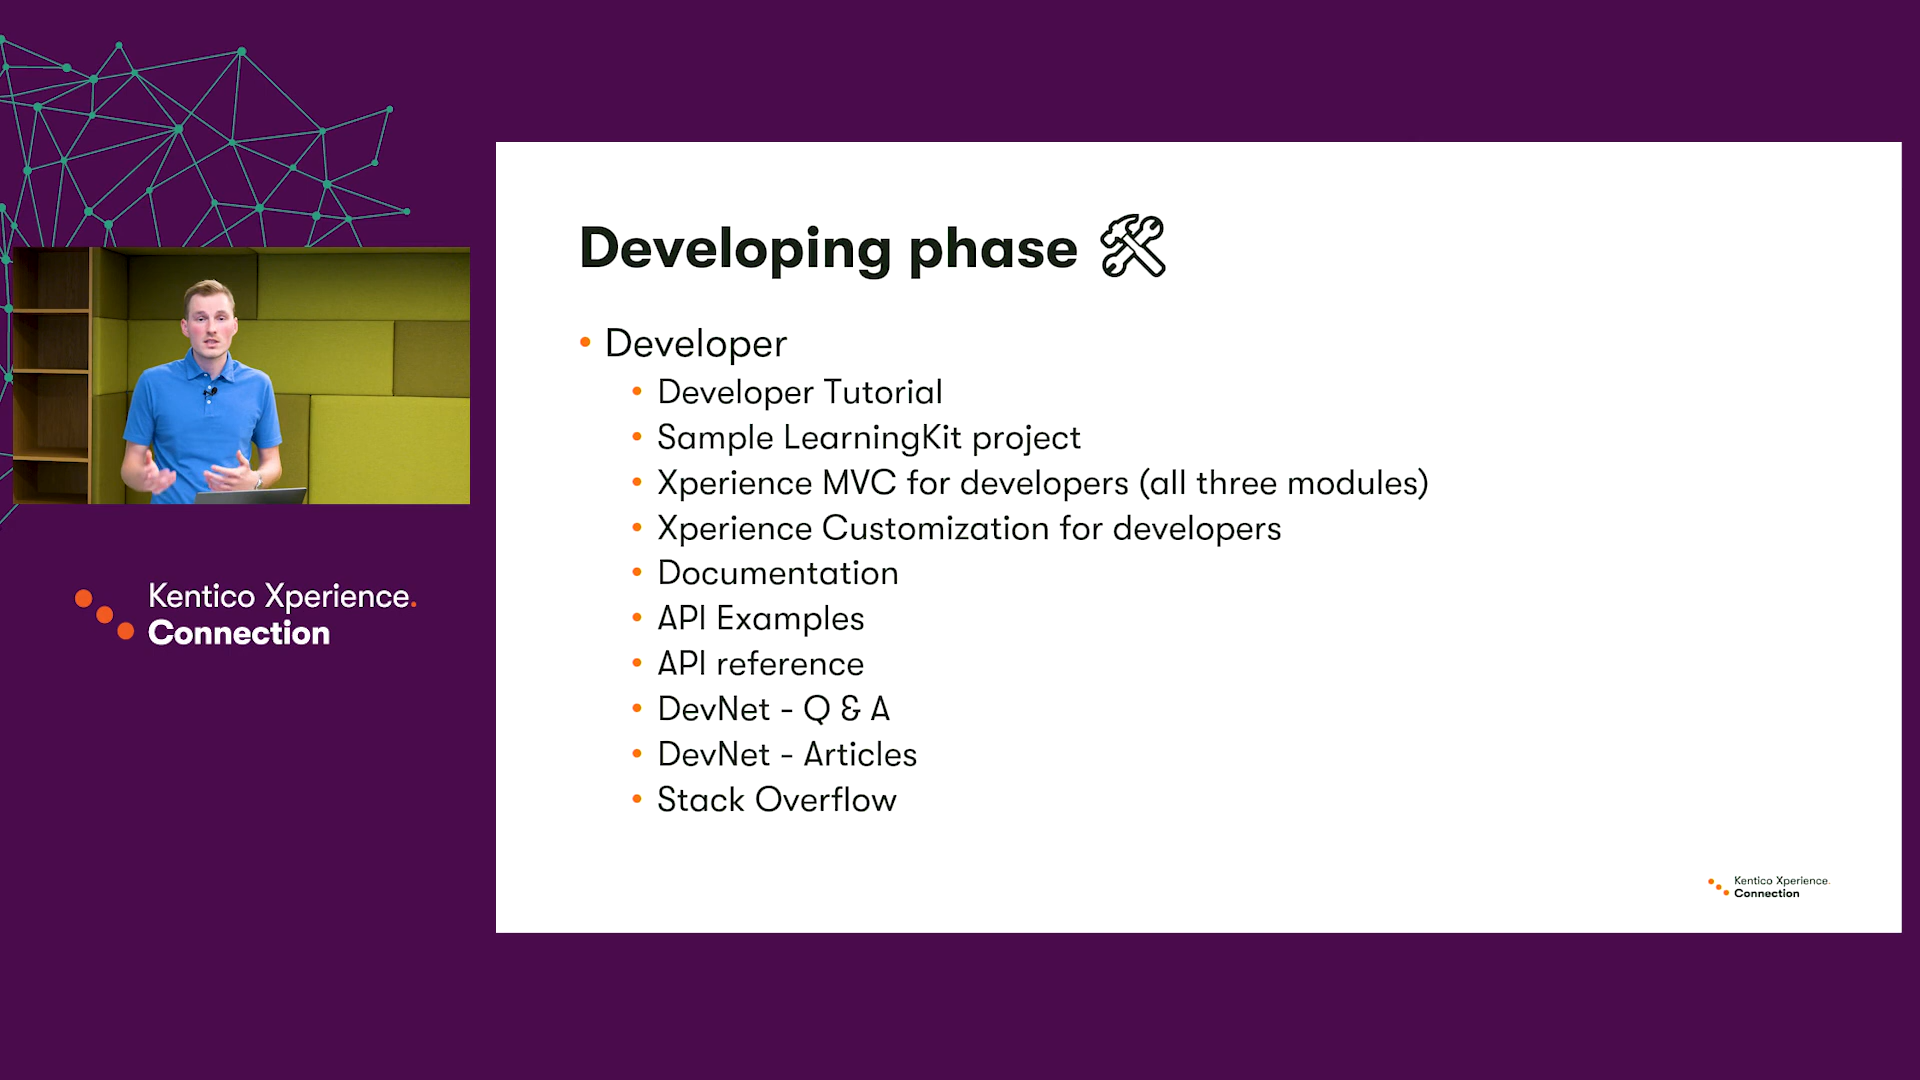 Developing phase
Developer
Developer Tutorial
Sample LearningKit project
Xperience MVC for developers (all three modules)
Xperience Customization for developers
Documentation
API Examples
API reference
DevNet - Q & A
DevNet - Articles
Stack Overflow
Kentico Xperience.
Connection
Kentico Xperience.
Connection